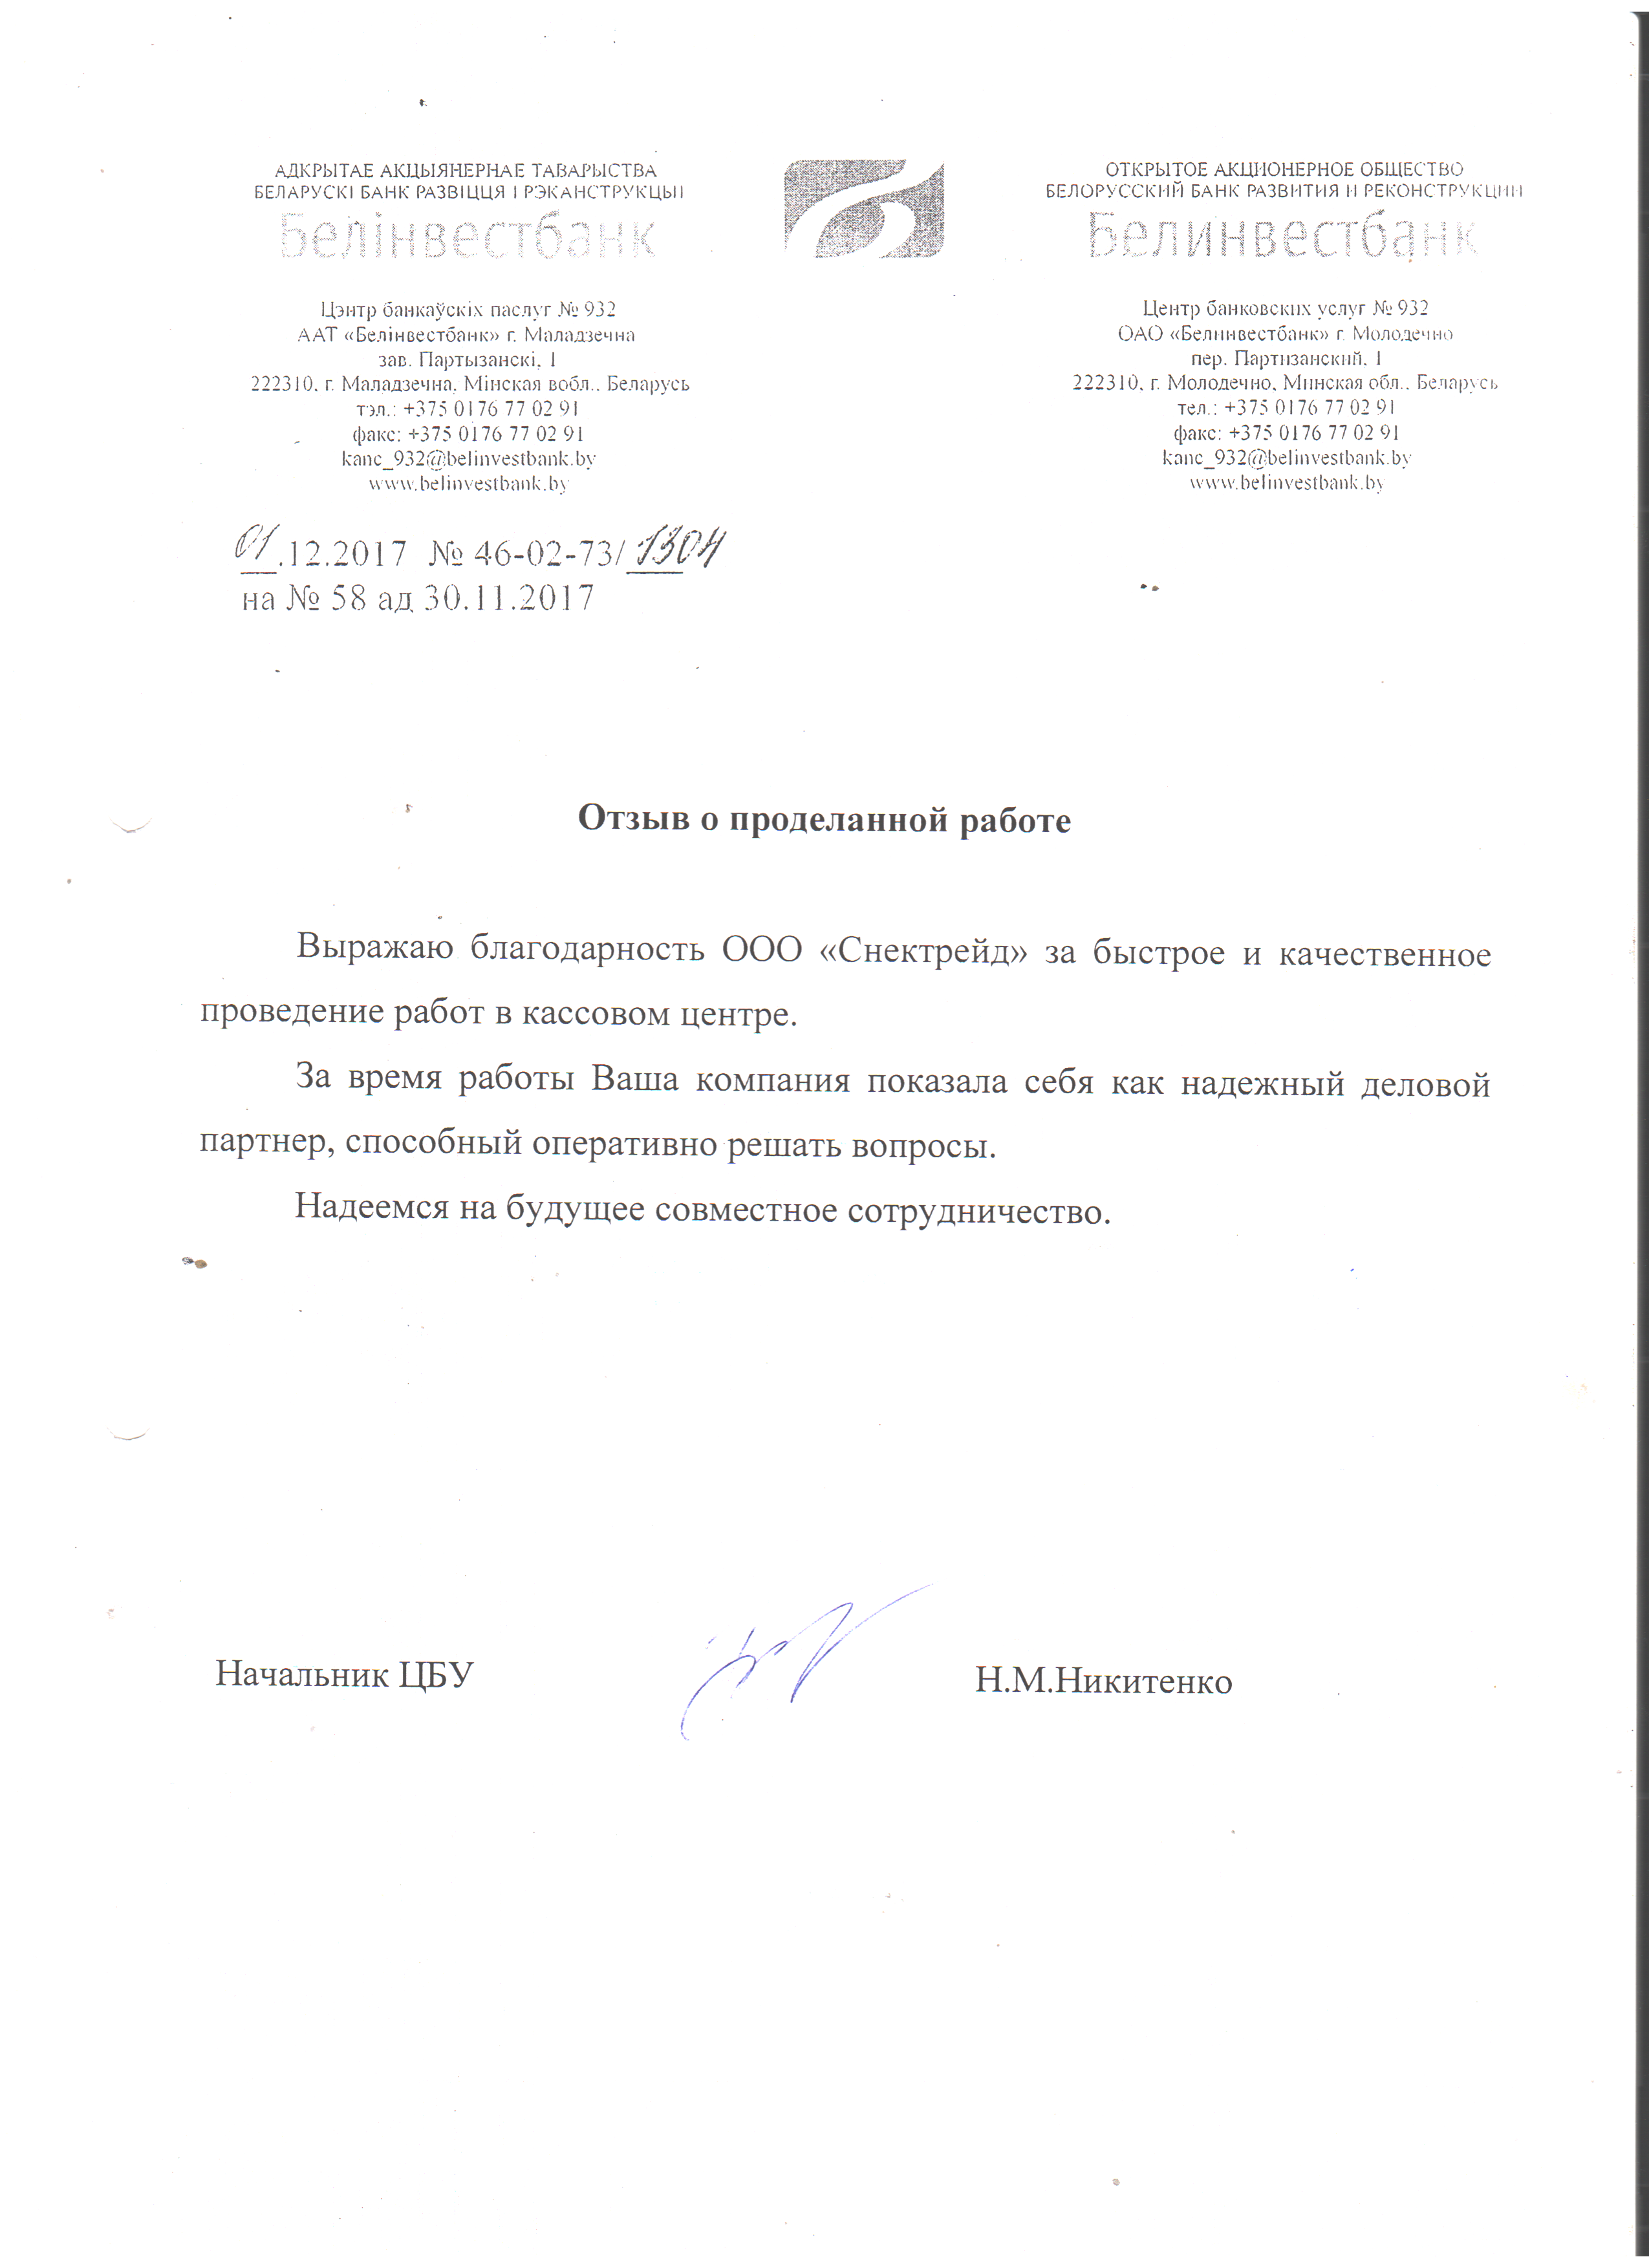 АДКРЫТАЕ АКЦЫЯНЕРНАЕ ТАВАРЫСТВА
БЕЛАРУСКІ БАНК РАЗВІЦЦЯ І РЭКАНСТРУКЦЫІ
Белінвестбанк
Цэнтр банкаўскіх паслуг № 932
ААТ «Белінвестбанк» г. Маладзечна
зав. Партызанскі, 1
222310, г. Маладзечна, Мінская вобл., Беларусь
тэл.: +375 0176 77 02 91
факс: +375 0176 77 02 91
kanc_932@belinvestbank.by
www.belinvestbank.by
ОТКРЫТОЕ АКЦИОНЕРНОЕ ОБЩЕСТВО
БЕЛОРУССКИЙ БАНК РАЗВИТИЯ И РЕКОНСТРУКЦИИ
Белинвестбанк
Центр банковских услуг № 932
ОАО «Белинвестбанк» г. Молодечно
пер. Партизанский, 1
222310, г. Молодечно, Минская обл., Беларусь
тел.: +375 0176 77 02 91
факс: +375 0176 77 02 91
kanc_932@belinvestbank.by
www.belinvestbank.by
01.12.2017 № 46-02-73/1304
на № 58 ад 30.11.2017
Отзыв о проделанной работе
Выражаю благодарность ООО «Снектрейд» за быстрое и качественное
проведение работ в кассовом центре.
За время работы Ваша компания показала себя как надежный деловой
партнер, способный оперативно решать вопросы.
Надеемся на будущее совместное сотрудничество.
Начальник ЦБУ Н.М.Никитенко